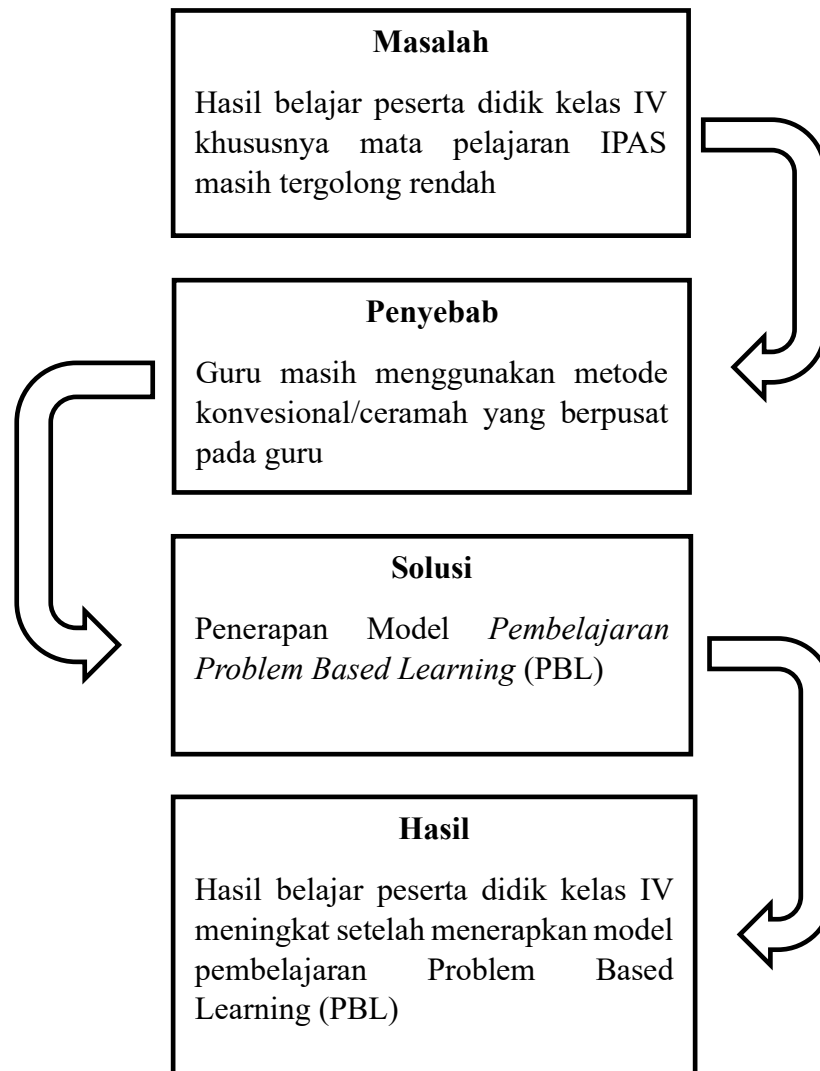 Masalah
Hasil belajar peserta didik kelas IV
khususnya mata pelajaran IPAS
masih tergolong rendah
Penyebab
Guru masih menggunakan metode
konvesional/ceramah yang berpusat
pada guru
Solusi
Penerapan Model Pembelajaran
Problem Based Learning (PBL)
Hasil
Hasil belajar peserta didik kelas IV
meningkat setelah menerapkan model
pembelajaran Problem Based
Learning (PBL)